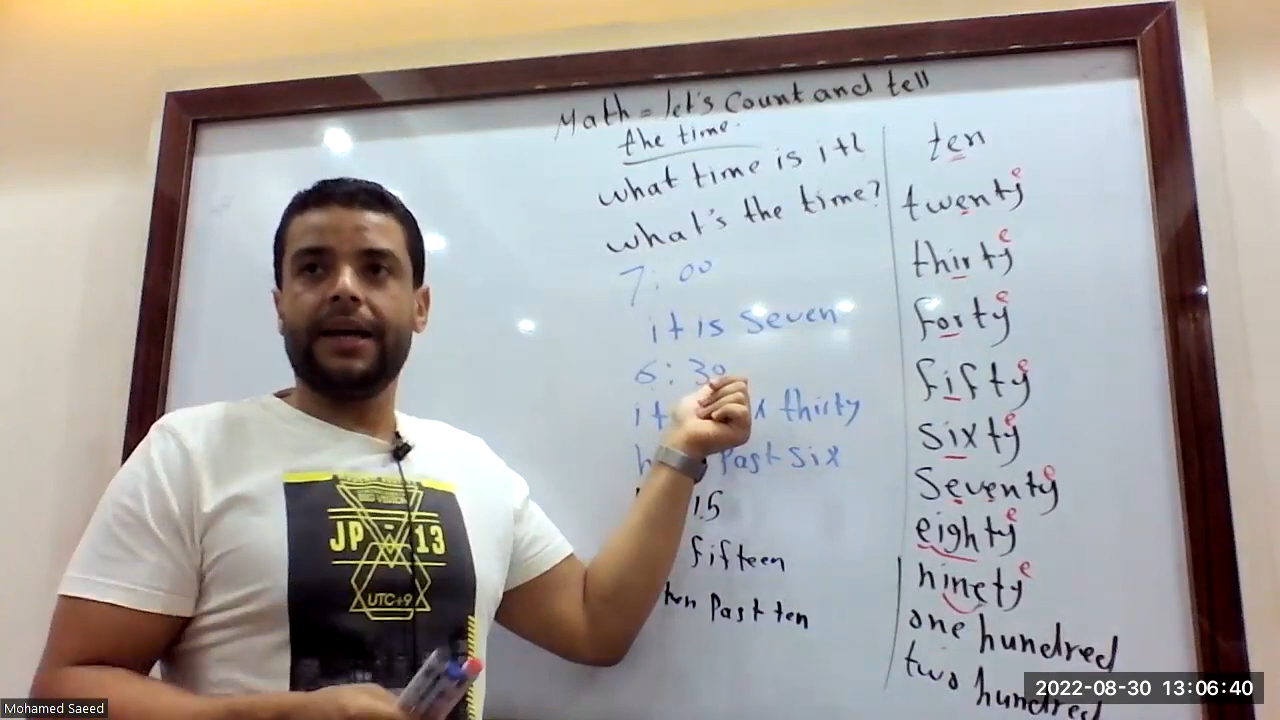 Math = let's count and tell
the time.
what time is it?
what's the time?
7:00
it is seven
6:30
thirty
Past six
15
fifteen
Past ten
ten
twenty
e
thirty
e
forty
e
fifty
e
sixty
e
Seventy
e
eighty
e
ninety
e
one hundred
two hundred
JP-13
UTC+9
Mohamed Saeed
2022-08-30 13:06:40